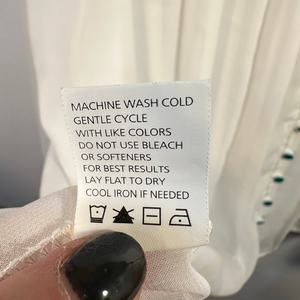 MACHINE WASH COLD
GENTLE CYCLE
WITH LIKE COLORS
DO NOT USE BLEACH
OR SOFTENERS
FOR BEST RESULTS
LAY FLAT TO DRY
COOL IRON IF NEEDED